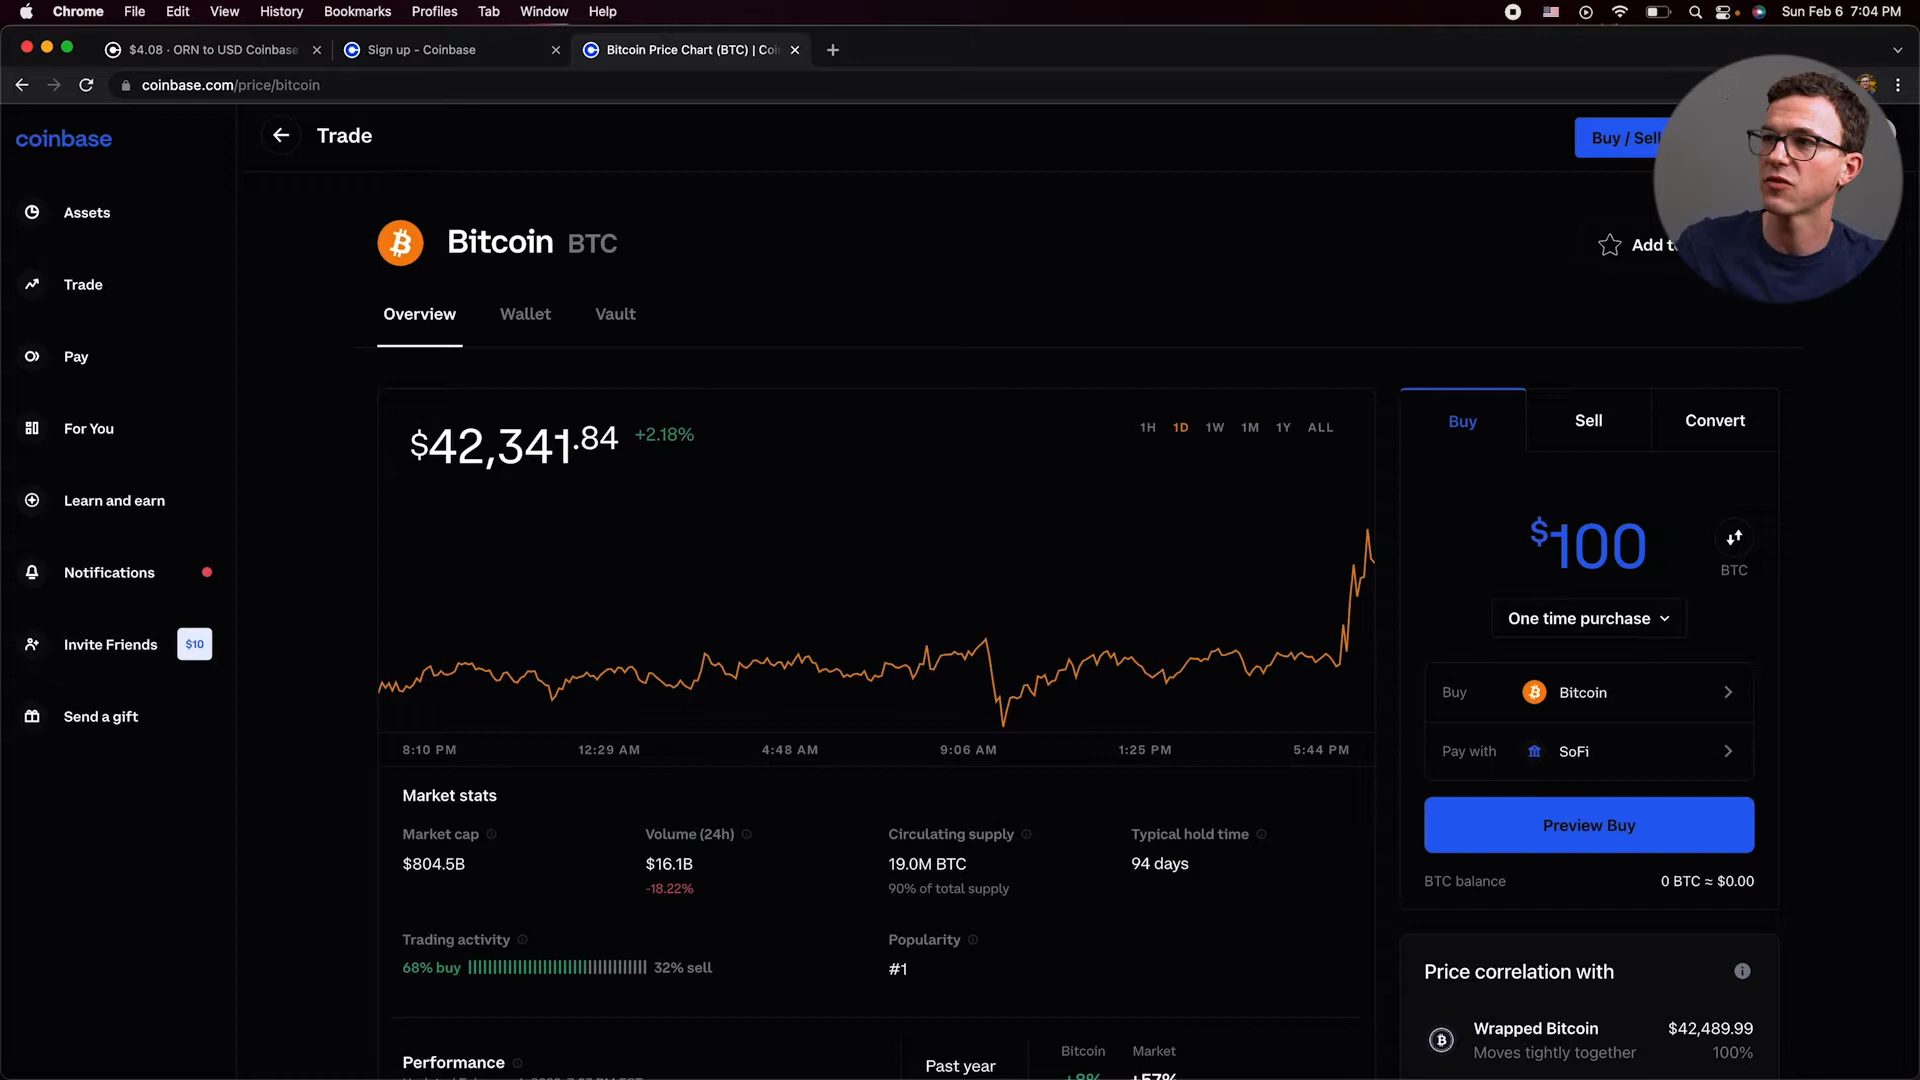 Chrome File Edit View History Bookmarks Profiles Tab Window Help Sun Feb 6 7:04 PM
$4.08 · ORN to USD Coinbase Sign up - Coinbase Bitcoin Price Chart (BTC) | Coi
coinbase.com/price/bitcoin
coinbase
Trade
Buy / Sell
Assets
Trade
Pay
For You
Learn and earn
Notifications
Invite Friends $10
Send a gift
Bitcoin BTC
Add t
Overview Wallet Vault
$42,341.84 +2.18%
1H 1D 1W 1M 1Y ALL
8:10 PM 12:29 AM 4:48 AM 9:06 AM 1:25 PM 5:44 PM
Market stats
Market cap Volume (24h) Circulating supply Typical hold time
$804.5B $16.1B 19.0M BTC 94 days
-18.22% 90% of total supply
Trading activity Popularity
68% buy 32% sell #1
Performance Past year Bitcoin Market
+8% +57%
Buy Sell Convert
$100
BTC
One time purchase
Buy Bitcoin
Pay with SoFi
Preview Buy
BTC balance 0 BTC ≈ $0.00
Price correlation with
Wrapped Bitcoin $42,489.99
Moves tightly together 100%